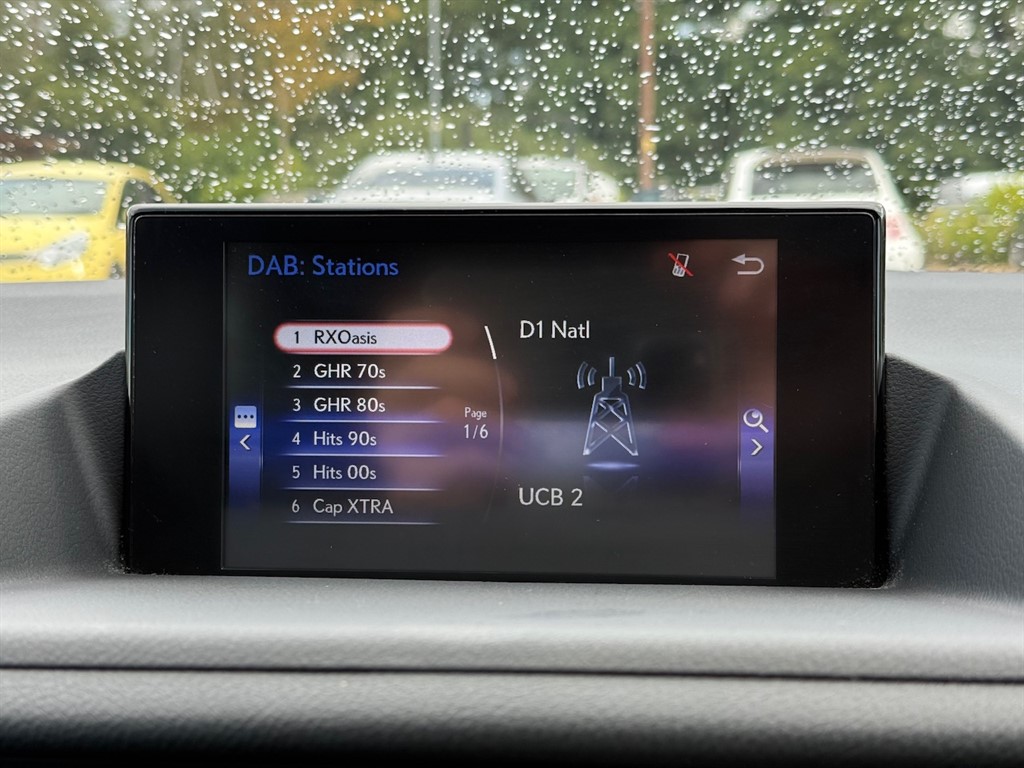 DAB: Stations
1 RXOasis
2 GHR 70s
3 GHR 80s
4 Hits 90s
5 Hits 00s
6 Cap XTRA
Page
1/6
D1 Natl
UCB 2